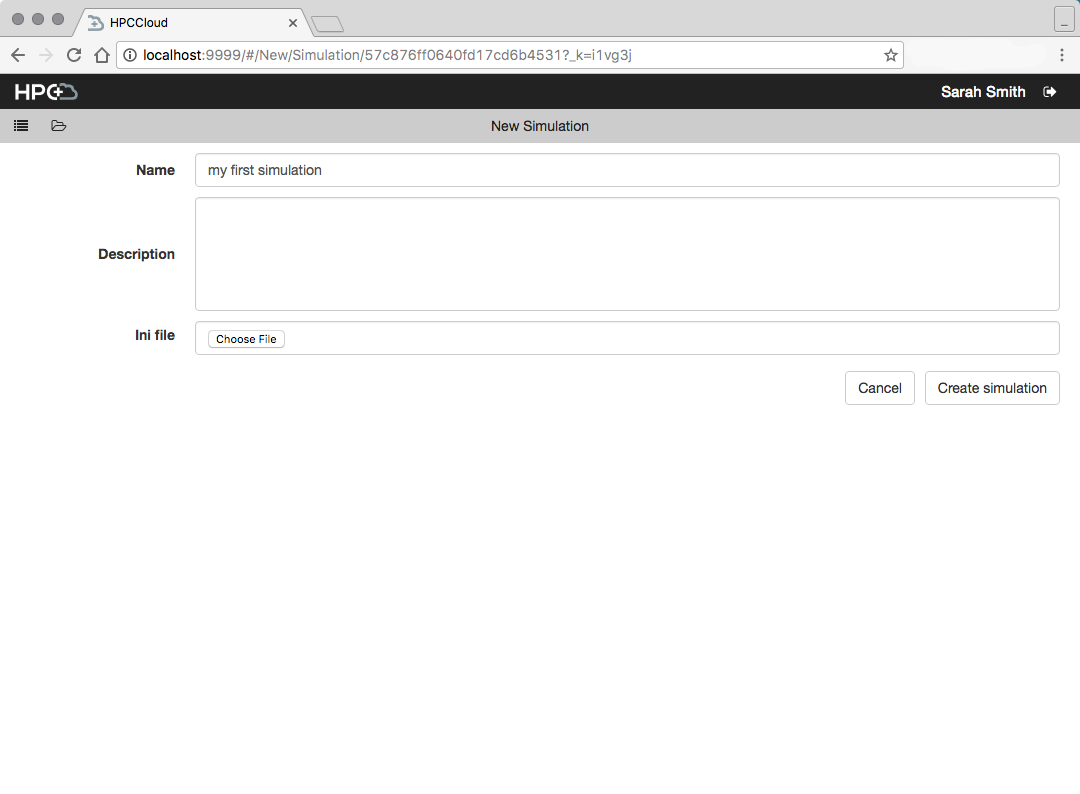 HPCCloud
localhost:9999/#/New/Simulation/57c876ff0640fd17cd6b4531?_k=i1vg3j
HPC
Sarah Smith
New Simulation
Name
my first simulation
Description
Ini file
Choose File
Cancel
Create simulation